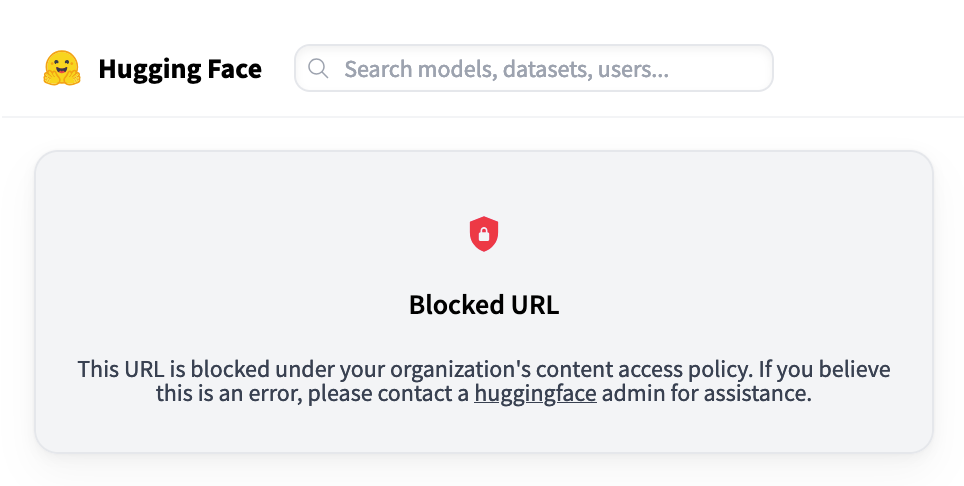 Hugging Face
Search models, datasets, users...
Blocked URL
This URL is blocked under your organization's content access policy. If you believe
this is an error, please contact a huggingface admin for assistance.